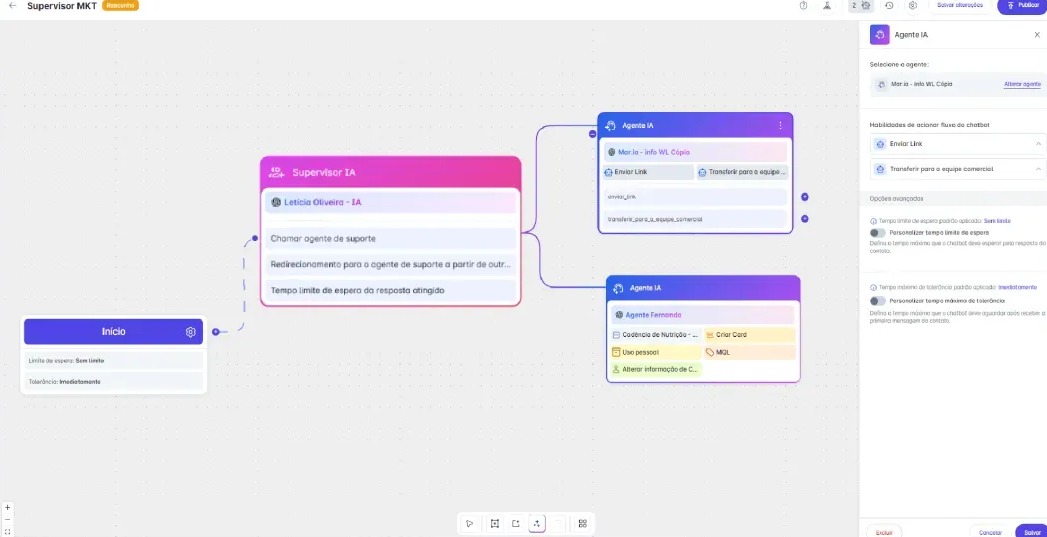 Supervisor MKT
Rascunho
2
Salvar alterações
Publicar
Supervisor IA
Letícia Oliveira - IA
Chamar agente de suporte
Redirecionamento para o agente de suporte a partir de outr...
Tempo limite de espera da resposta atingido
Início
Limite de espera: Sem limite
Tolerância: Imediatamente
Agente IA
Mar.ia - info WL Cópia
Enviar Link
Transferir para a equipe ...
enviar_link
transferir_para_a_equipe_comercial
Agente IA
Agente Fernando
Cadência de Nutrição - ...
Criar Card
Uso pessoal
MQL
Alterar informação de C...
Agente IA
Selecione o agente:
Mar.ia - info WL Cópia
Alterar agente
Habilidades de acionar fluxo do chatbot
Enviar Link
Transferir para a equipe comercial
Opções avançadas
Tempo limite de espera padrão aplicado: Sem limite
Personalizar tempo limite de espera
Defina o tempo máximo que o chatbot deve esperar pela resposta do
contato.
Tempo máximo de tolerância padrão aplicado: Imediatamente
Personalizar tempo máximo de tolerância
Defina o tempo máximo que o chatbot deve aguardar após receber a
primeira mensagem do contato.
Excluir
Cancelar
Salvar